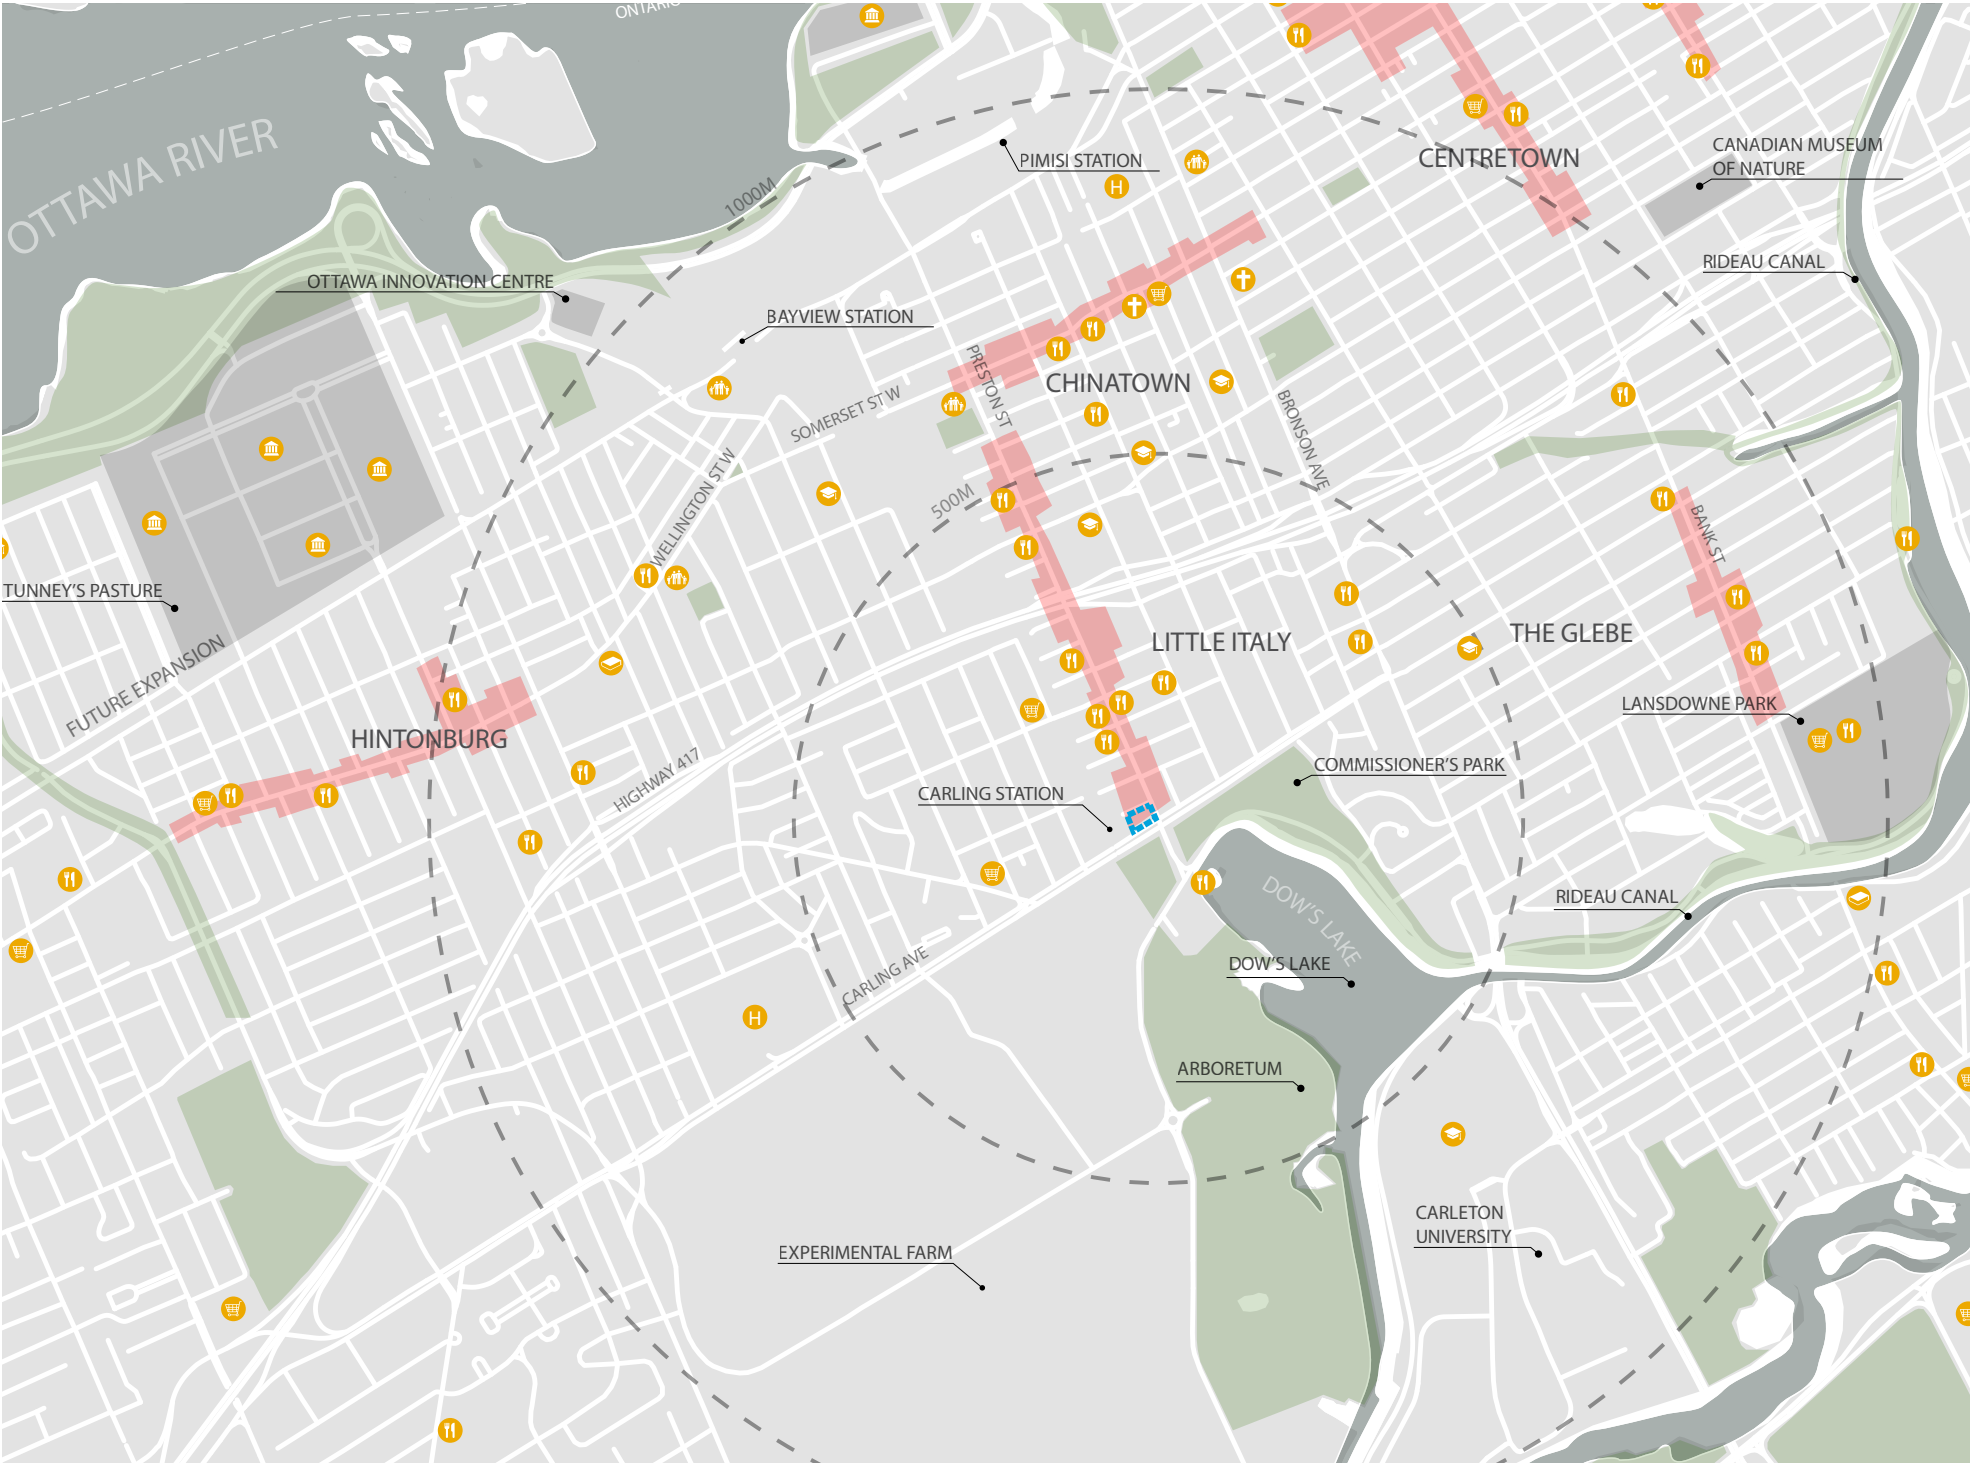 ONTARIO
OTTAWA RIVER
PIMISI STATION
CENTRETOWN
CANADIAN MUSEUM
OF NATURE
1000M
H
RIDEAU CANAL
OTTAWA INNOVATION CENTRE
BAYVIEW STATION
PRESTON ST
CHINATOWN
SOMERSET ST W
BRONSON AVE
WELLINGTON ST W
500M
BANK ST
TUNNEY'S PASTURE
LITTLE ITALY
THE GLEBE
FUTURE EXPANSION
LANSDOWNE PARK
HINTONBURG
HIGHWAY 417
COMMISSIONER'S PARK
CARLING STATION
DOW'S LAKE
RIDEAU CANAL
DOW'S LAKE
CARLING AVE
H
ARBORETUM
CARLETON
UNIVERSITY
EXPERIMENTAL FARM